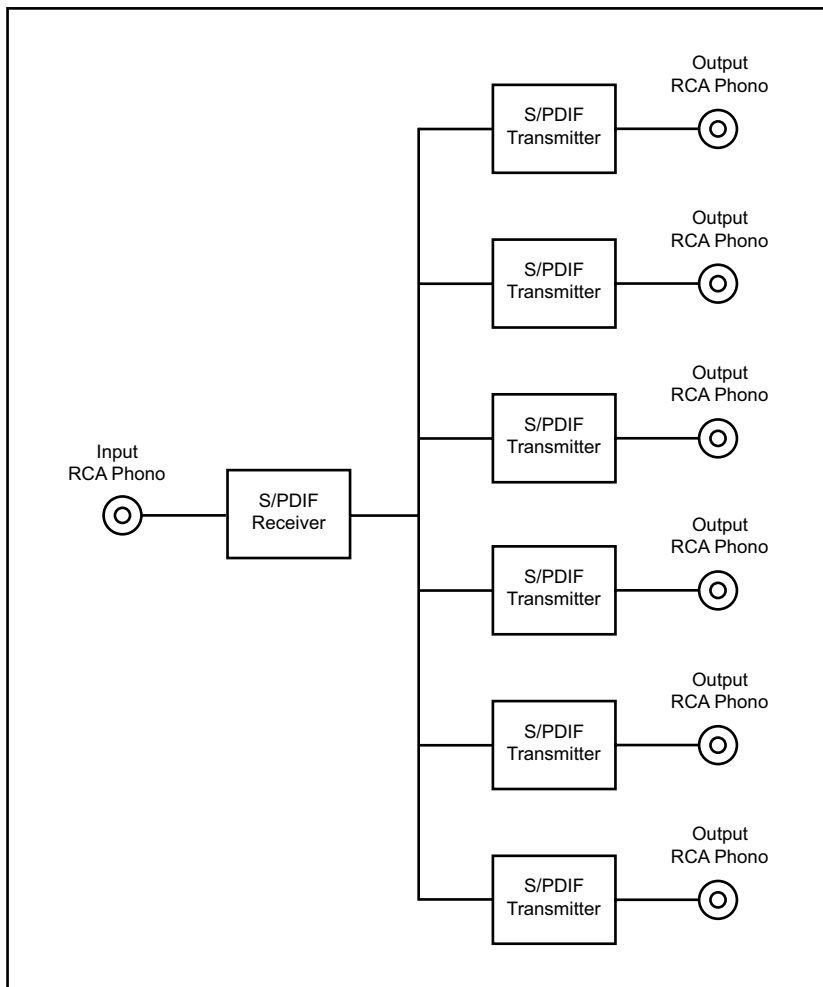 Output
RCA Phono
S/PDIF
Transmitter
Output
RCA Phono
S/PDIF
Transmitter
Output
RCA Phono
S/PDIF
Transmitter
Input
RCA Phono
S/PDIF
Receiver
Output
RCA Phono
S/PDIF
Transmitter
Output
RCA Phono
S/PDIF
Transmitter
Output
RCA Phono
S/PDIF
Transmitter